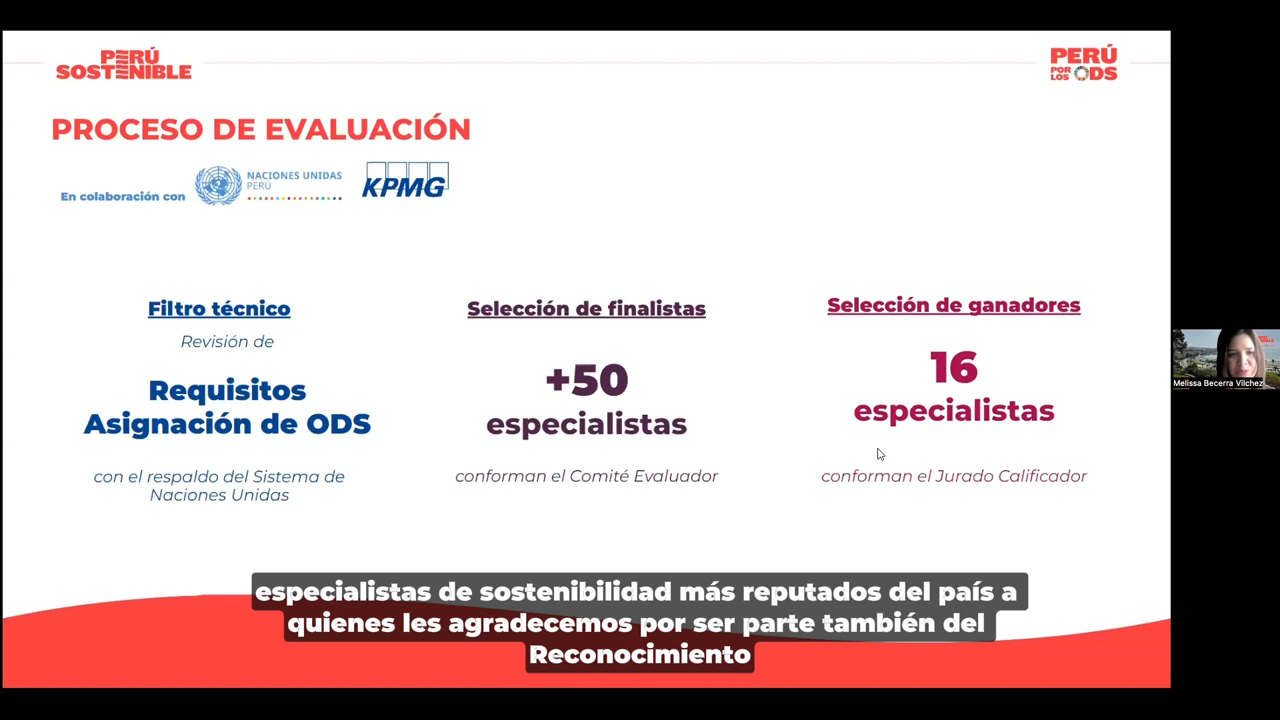 PERÚ
SOSTENIBLE
PERÚ
POR
LOS ODS
PROCESO DE EVALUACIÓN
En colaboración con
NACIONES UNIDAS
PERÚ
KPMG
Filtro técnico
Revisión de
Requisitos
Asignación de ODS
con el respaldo del Sistema de
Naciones Unidas
Selección de finalistas
+50
especialistas
conforman el Comité Evaluador
Selección de ganadores
16
especialistas
conforman el Jurado Calificador
Melissa Becerra Vilchez
especialistas de sostenibilidad más reputados del país a
quienes les agradecemos por ser parte también del
Reconocimiento